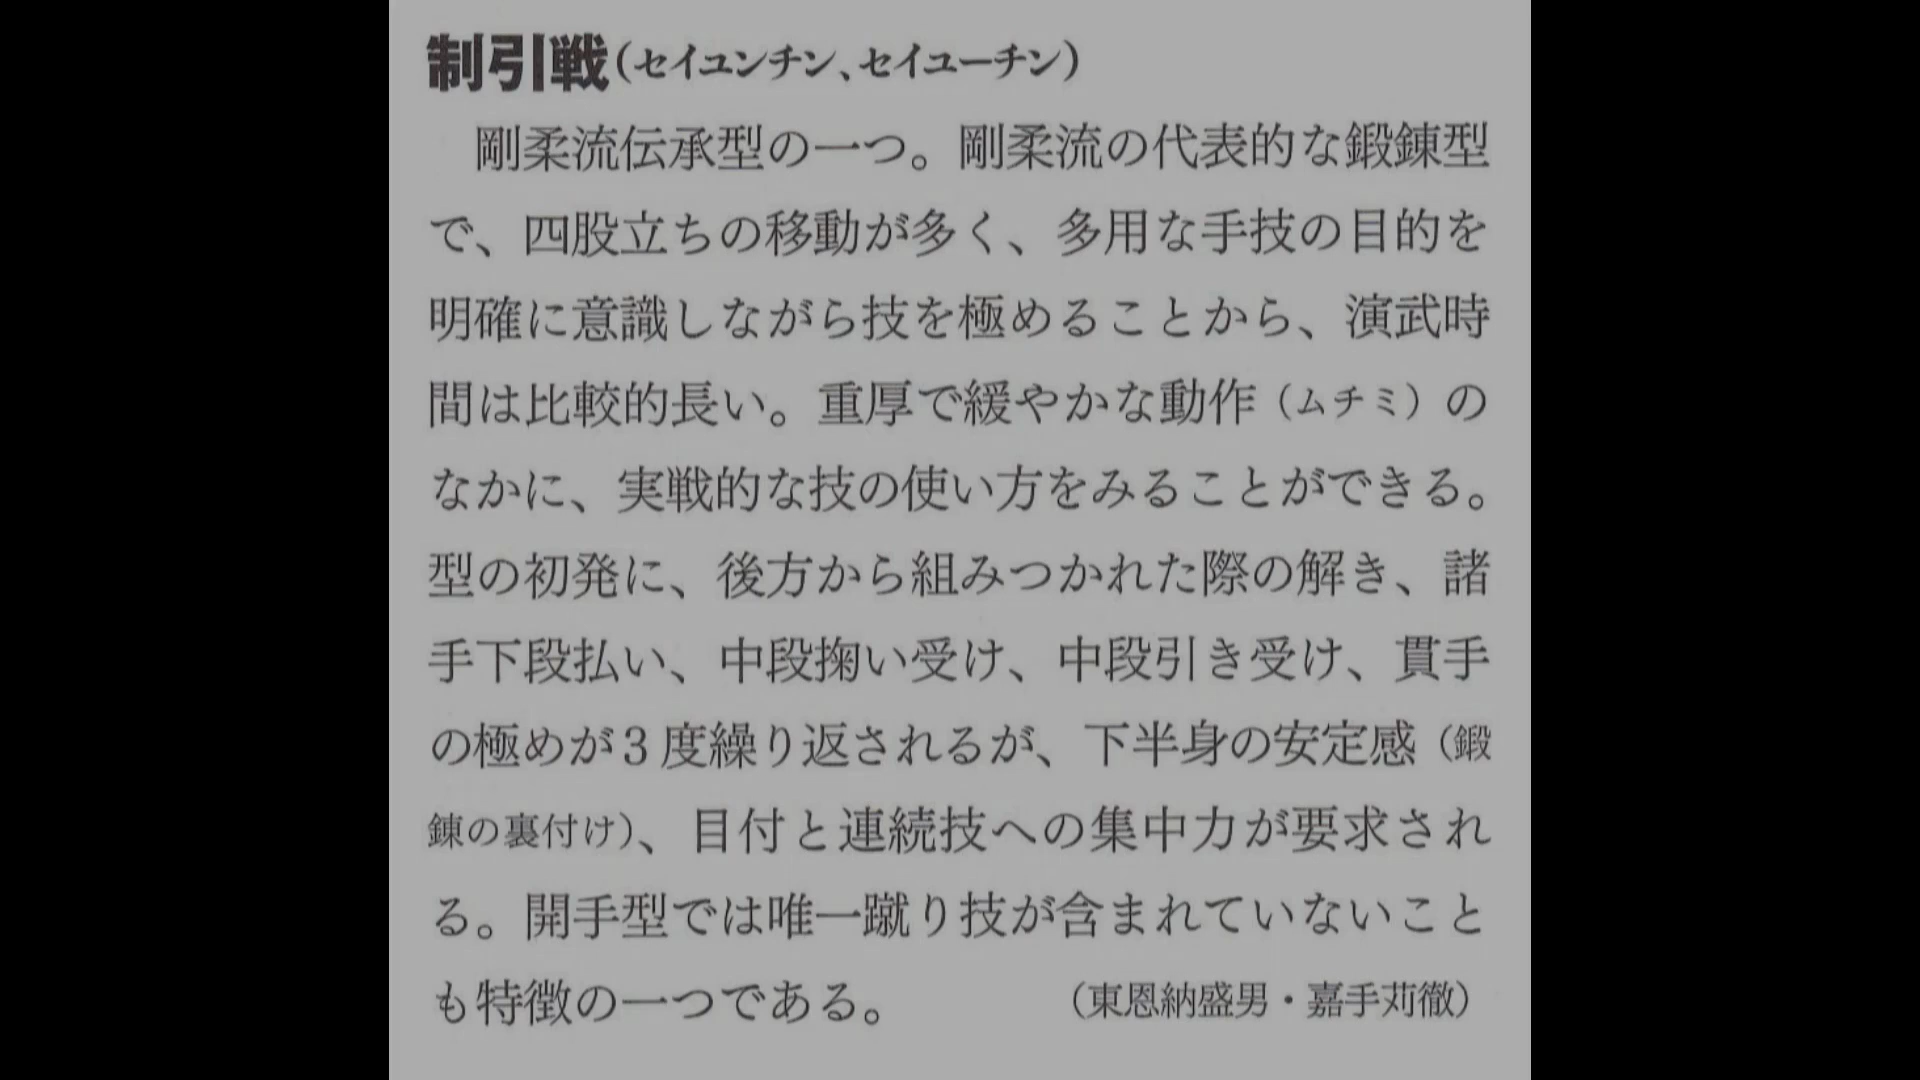 制引戦(セイユンチン、セイユーチン)
剛柔流伝承型の一つ。剛柔流の代表的な鍛錬型
で、四股立ちの移動が多く、多用な手技の目的を
明確に意識しながら技を極めることから、演武時
間は比較的長い。重厚で緩やかな動作(ムチミ)の
なかに、実戦的な技の使い方をみることができる。
型の初発に、後方から組みつかれた際の解き、諸
手下段払い、中段掬い受け、中段引き受け、貫手
の極めが3度繰り返されるが、下半身の安定感(鍛
錬の裏付け)、目付と連続技への集中力が要求され
る。開手型では唯一蹴り技が含まれていないこと
も特徴の一つである。 (東恩納盛男・嘉手苅徹)